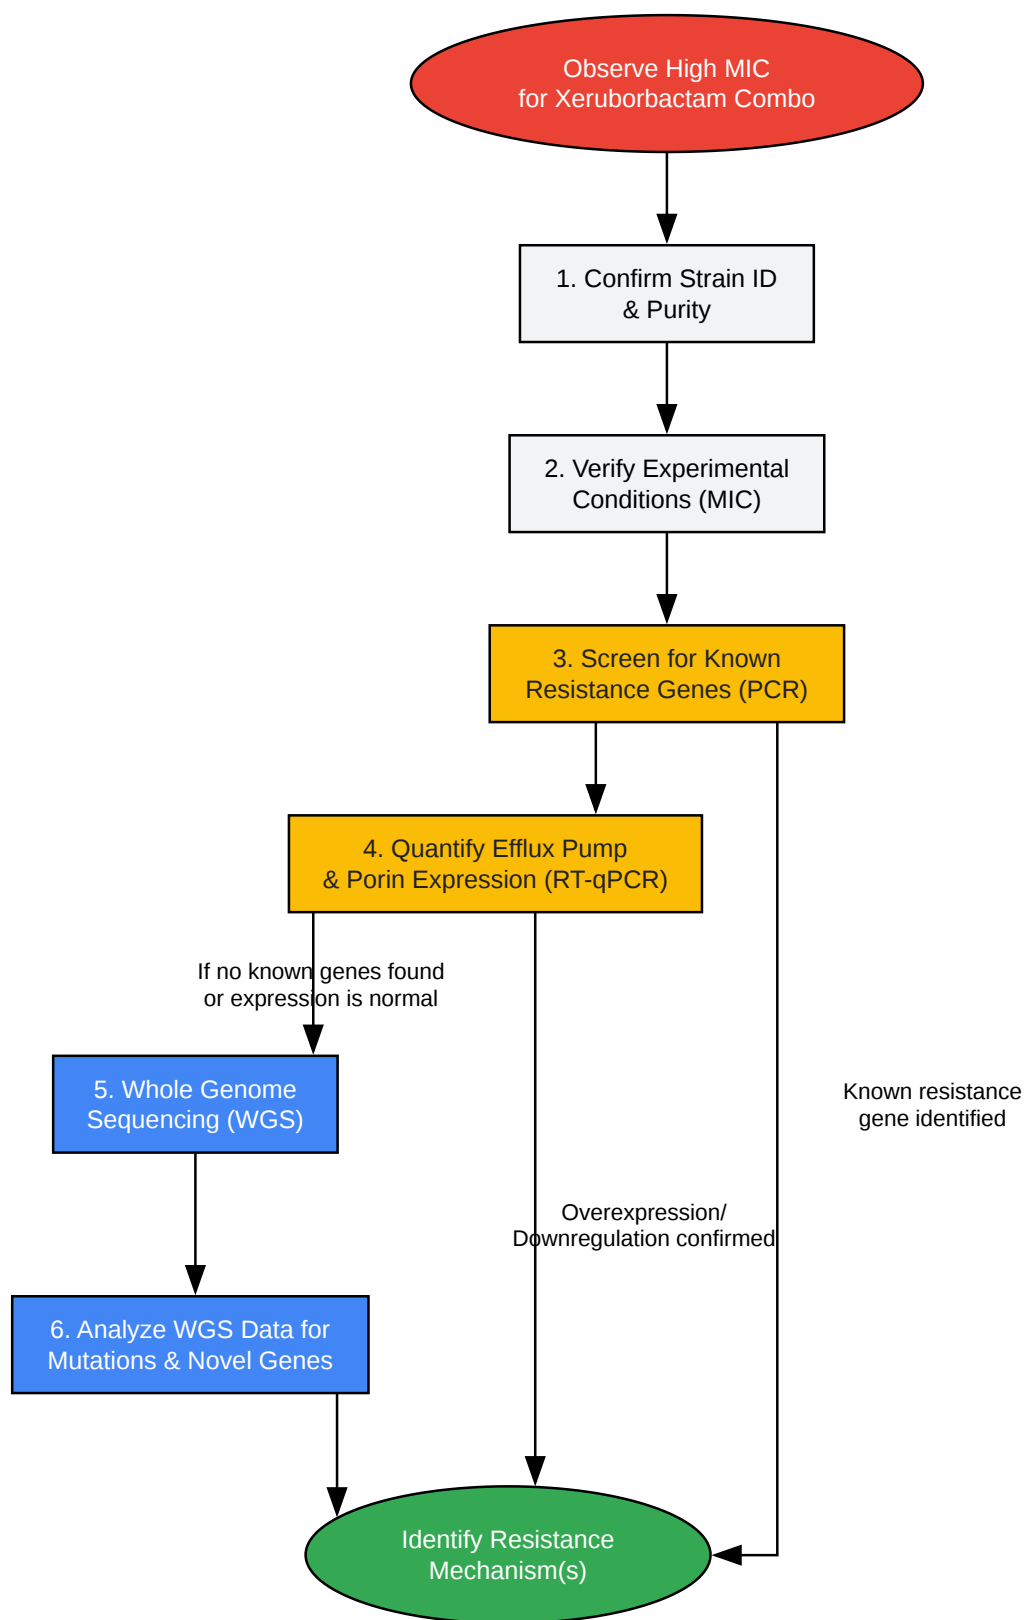 Observe High MIC
for Xeruborbactam Combo
1. Confirm Strain ID
& Purity
2. Verify Experimental
Conditions (MIC)
3. Screen for Known
Resistance Genes (PCR)
4. Quantify Efflux Pump
& Porin Expression (RT-qPCR)
If no known genes found
or expression is normal
5. Whole Genome
Sequencing (WGS)
Known resistance
gene identified
Overexpression/
Downregulation confirmed
6. Analyze WGS Data for
Mutations & Novel Genes
Identify Resistance
Mechanism(s)